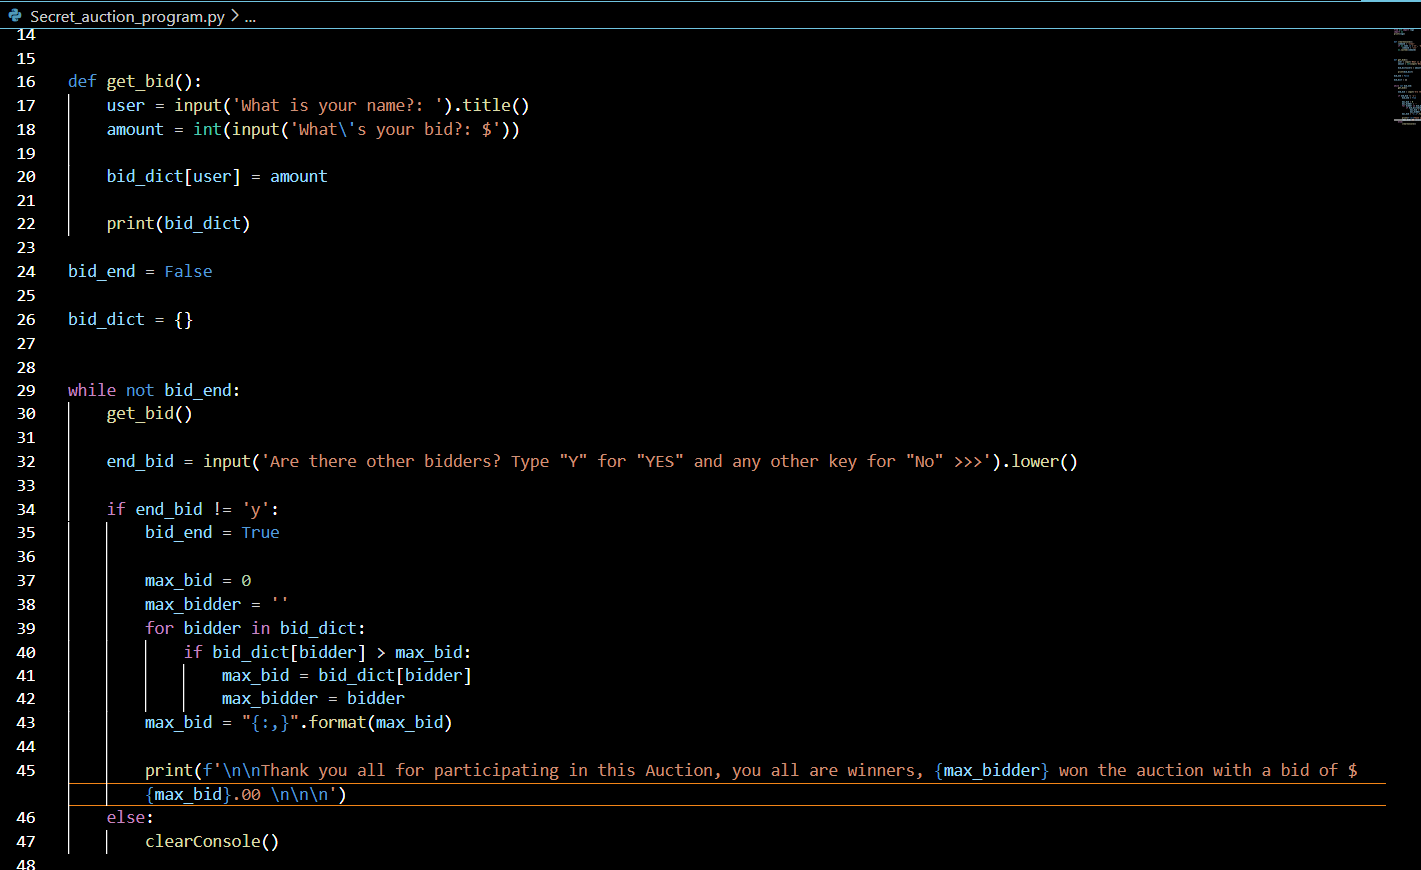 Secret_auction_program.py > ...
14
15
16 def get_bid():
17     user = input('What is your name?: ').title()
18     amount = int(input('What\'s your bid?: $'))
19
20     bid_dict[user] = amount
21
22     print(bid_dict)
23
24 bid_end = False
25
26 bid_dict = {}
27
28
29 while not bid_end:
30     get_bid()
31
32     end_bid = input('Are there other bidders? Type "Y" for "YES" and any other key for "No" >>>').lower()
33
34     if end_bid != 'y':
35         bid_end = True
36
37         max_bid = 0
38         max_bidder = ''
39         for bidder in bid_dict:
40             if bid_dict[bidder] > max_bid:
41                 max_bid = bid_dict[bidder]
42                 max_bidder = bidder
43         max_bid = "{:,}".format(max_bid)
44
45         print(f'\n\nThank you all for participating in this Auction, you all are winners, {max_bidder} won the auction with a bid of $
{max_bid}.00 \n\n\n')
46     else:
47         clearConsole()
48